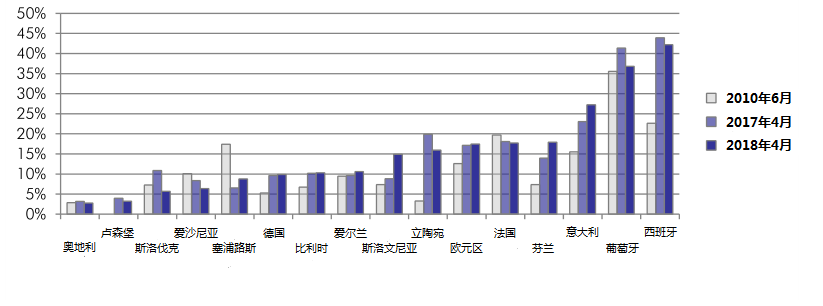 50%
45%
40%
35%
30%
25%
20%
15%
10%
5%
0%
2010年6月
2017年4月
2018年4月
奥地利
卢森堡
斯洛伐克
爱沙尼亚
塞浦路斯
德国
比利时
爱尔兰
斯洛文尼亚
立陶宛
欧元区
法国
芬兰
意大利
葡萄牙
西班牙